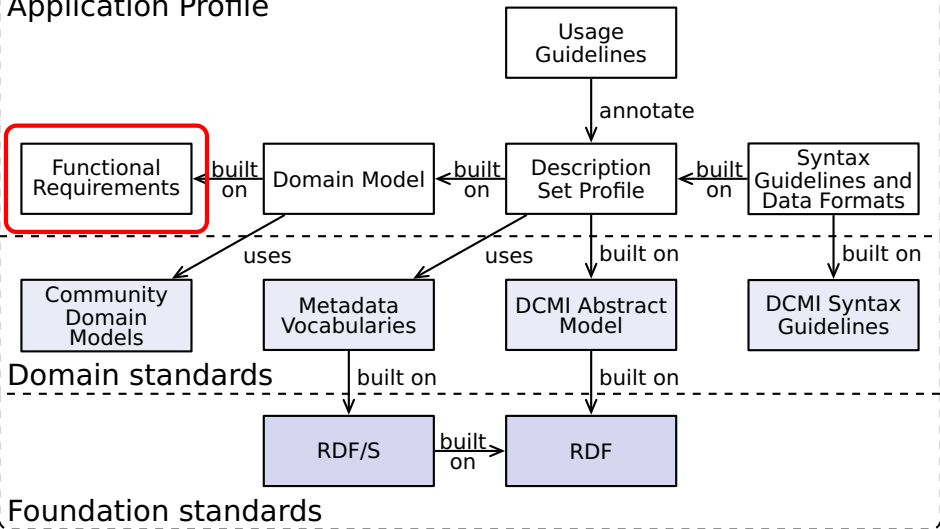 Application Profile
Usage
Guidelines
annotate
Functional
Requirements
built
on
Domain Model
built
on
Description
Set Profile
built
on
Syntax
Guidelines and
Data Formats
uses
uses
built on
built on
Community
Domain
Models
Metadata
Vocabularies
DCMI Abstract
Model
DCMI Syntax
Guidelines
Domain standards
built on
built on
RDF/S
built
on
RDF
Foundation standards